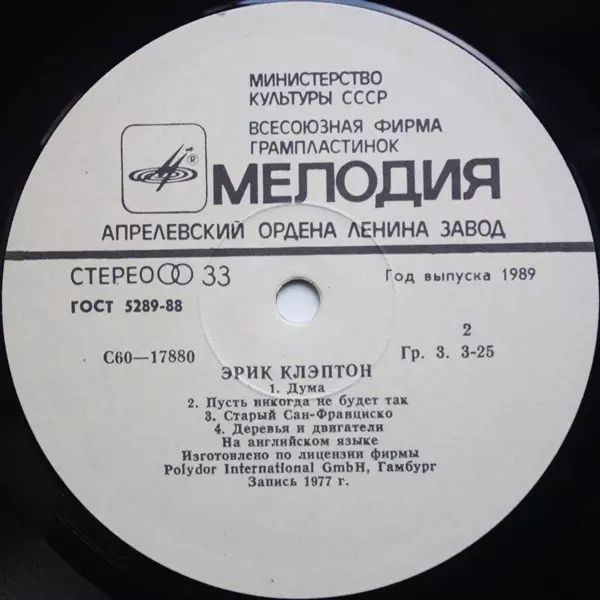 МИНИСТЕРСТВО
КУЛЬТУРЫ СССР
ВСЕСОЮЗНАЯ ФИРМА
ГРАМПЛАСТИНОК
®
МЕЛОДИЯ
АПРЕЛЕВСКИЙ ОРДЕНА ЛЕНИНА ЗАВОД
СТЕРЕО 33
Год выпуска 1989
ГОСТ 5289-88
2
С60—17880
Гр. 3. 3-25
ЭРИК КЛЭПТОН
1. Дума
2. Пусть никогда не будет так
3. Старый Сан-Франциско
4. Деревья и двигатели
На английском языке
Изготовлено по лицензии фирмы
Polydor International GmbH, Гамбург
Запись 1977 г.